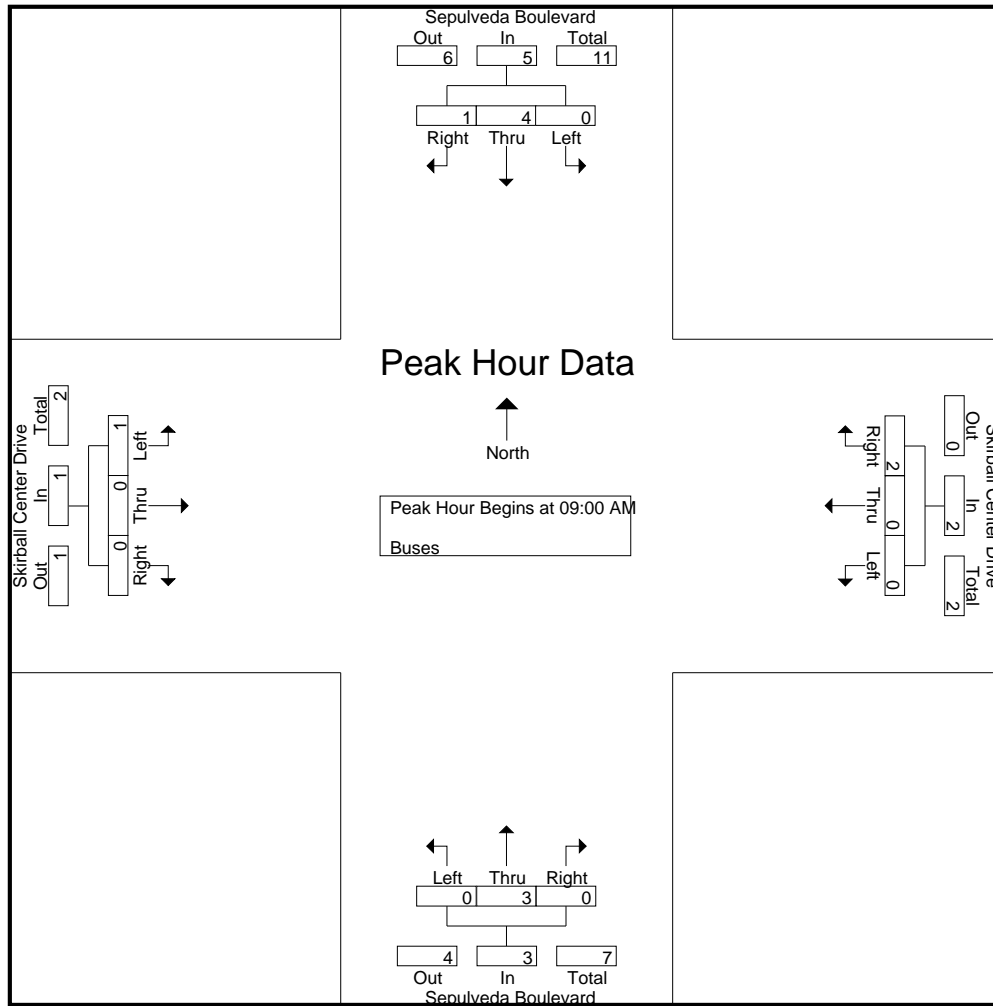 Sepulveda Boulevard
Out In Total
6 5 11
1 4 0
Right Thru Left
Peak Hour Data
North
Peak Hour Begins at 09:00 AM
Buses
Skirball Center Drive
Out In Total
1 1 2
1 0 0
Left Thru Right
Skirball Center Drive
Out In Total
0 2 2
2 0 0
Right Thru Left
Left Thru Right
0 3 0
4 3 7
Out In Total
Sepulveda Boulevard